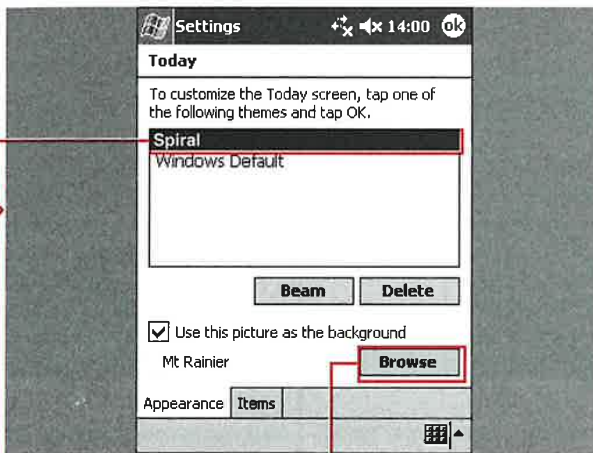 Settings 14:00 ok
Today
To customize the Today screen, tap one of
the following themes and tap OK.
Spiral
Windows Default
Beam Delete
Use this picture as the background
Mt Rainier Browse
Appearance Items